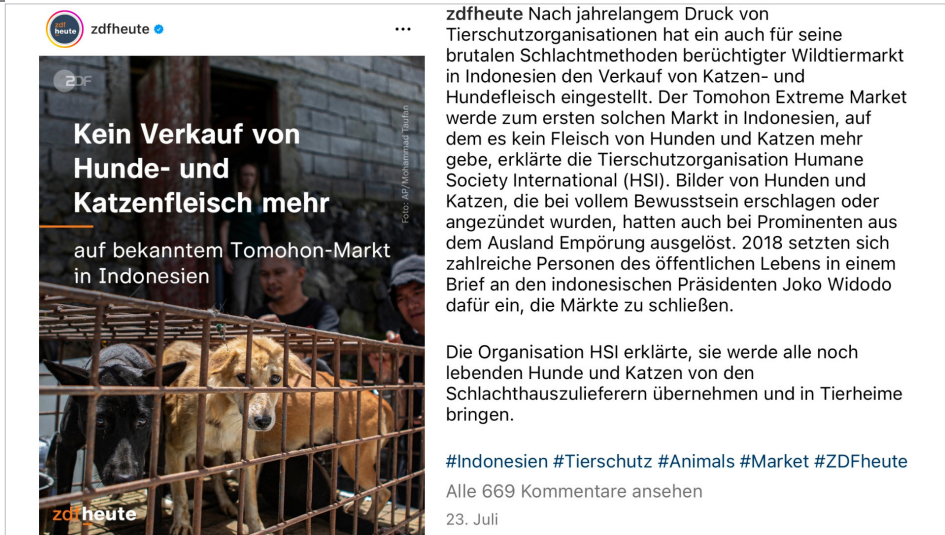 zdfheute
ZDF
Kein Verkauf von
Hunde- und
Katzenfleisch mehr
auf bekanntem Tomohon-Markt
in Indonesien
Foto: AP/Mohammad Taufan
zdfheute
zdfheute Nach jahrelangem Druck von
Tierschutzorganisationen hat ein auch für seine
brutalen Schlachtmethoden berüchtigter Wildtiermarkt
in Indonesien den Verkauf von Katzen- und
Hundefleisch eingestellt. Der Tomohon Extreme Market
werde zum ersten solchen Markt in Indonesien, auf
dem es kein Fleisch von Hunden und Katzen mehr
gebe, erklärte die Tierschutzorganisation Humane
Society International (HSI). Bilder von Hunden und
Katzen, die bei vollem Bewusstsein erschlagen oder
angezündet wurden, hatten auch bei Prominenten aus
dem Ausland Empörung ausgelöst. 2018 setzten sich
zahlreiche Personen des öffentlichen Lebens in einem
Brief an den indonesischen Präsidenten Joko Widodo
dafür ein, die Märkte zu schließen.
Die Organisation HSI erklärte, sie werde alle noch
lebenden Hunde und Katzen von den
Schlachthauszulieferern übernehmen und in Tierheime
bringen.
#Indonesien #Tierschutz #Animals #Market #ZDFheute
Alle 669 Kommentare ansehen
23. Juli